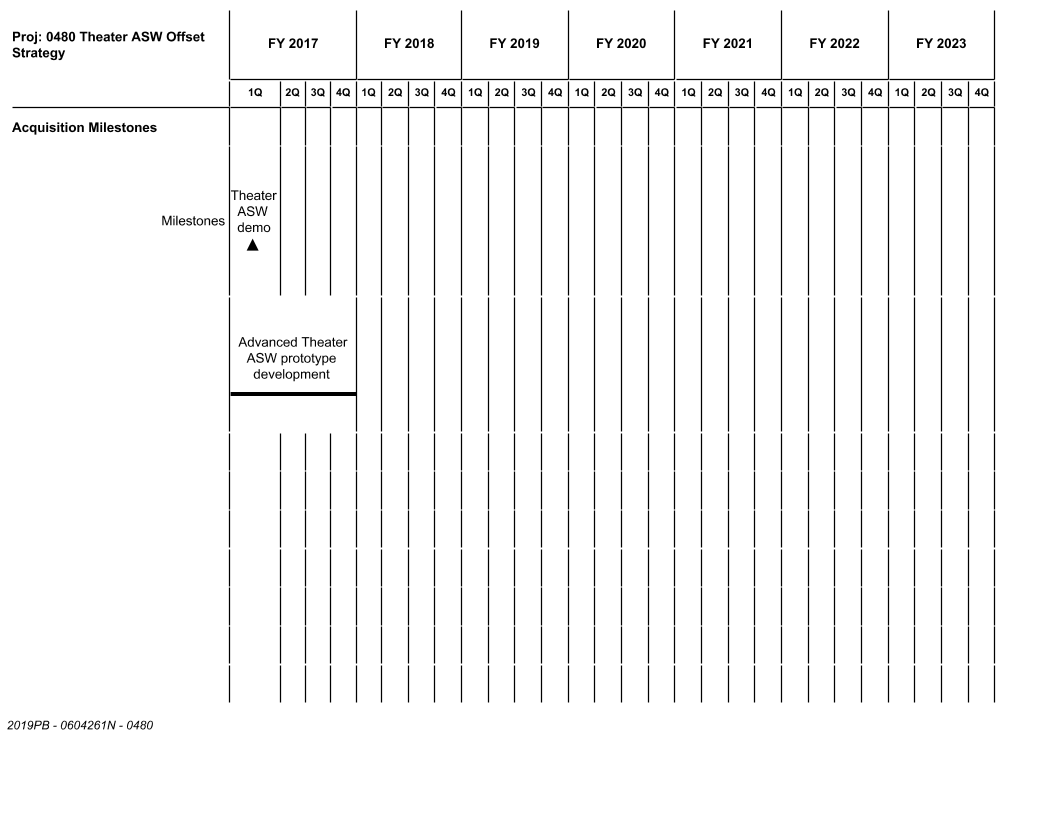 Proj: 0480 Theater ASW Offset
Strategy
FY 2017 FY 2018 FY 2019 FY 2020 FY 2021 FY 2022 FY 2023
1Q 2Q 3Q 4Q 1Q 2Q 3Q 4Q 1Q 2Q 3Q 4Q 1Q 2Q 3Q 4Q 1Q 2Q 3Q 4Q 1Q 2Q 3Q 4Q 1Q 2Q 3Q 4Q
Acquisition Milestones
Milestones
Theater
ASW
demo
Advanced Theater
ASW prototype
development
2019PB - 0604261N - 0480